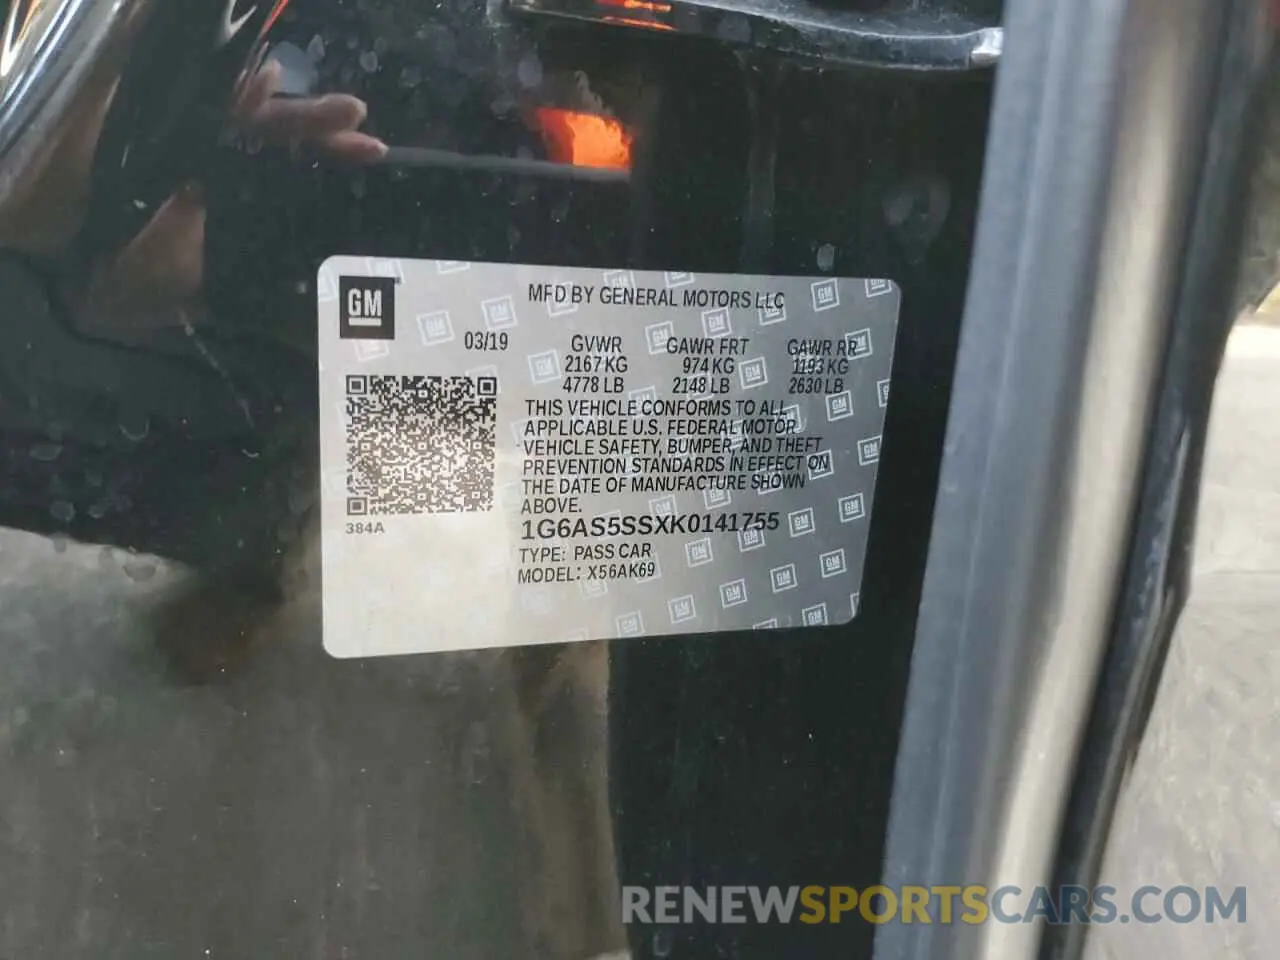 GM
MFD BY GENERAL MOTORS LLC
03/19 GVWR GAWR FRT GAWR RR
2167 KG 974 KG 1193 KG
4778 LB 2148 LB 2630 LB
THIS VEHICLE CONFORMS TO ALL
APPLICABLE U.S. FEDERAL MOTOR
VEHICLE SAFETY, BUMPER, AND THEFT
PREVENTION STANDARDS IN EFFECT ON
THE DATE OF MANUFACTURE SHOWN
ABOVE.
384A
1G6AS5SSXK0141755
TYPE: PASS CAR
MODEL: X56AK69
RENEWSPORTSCARS.COM